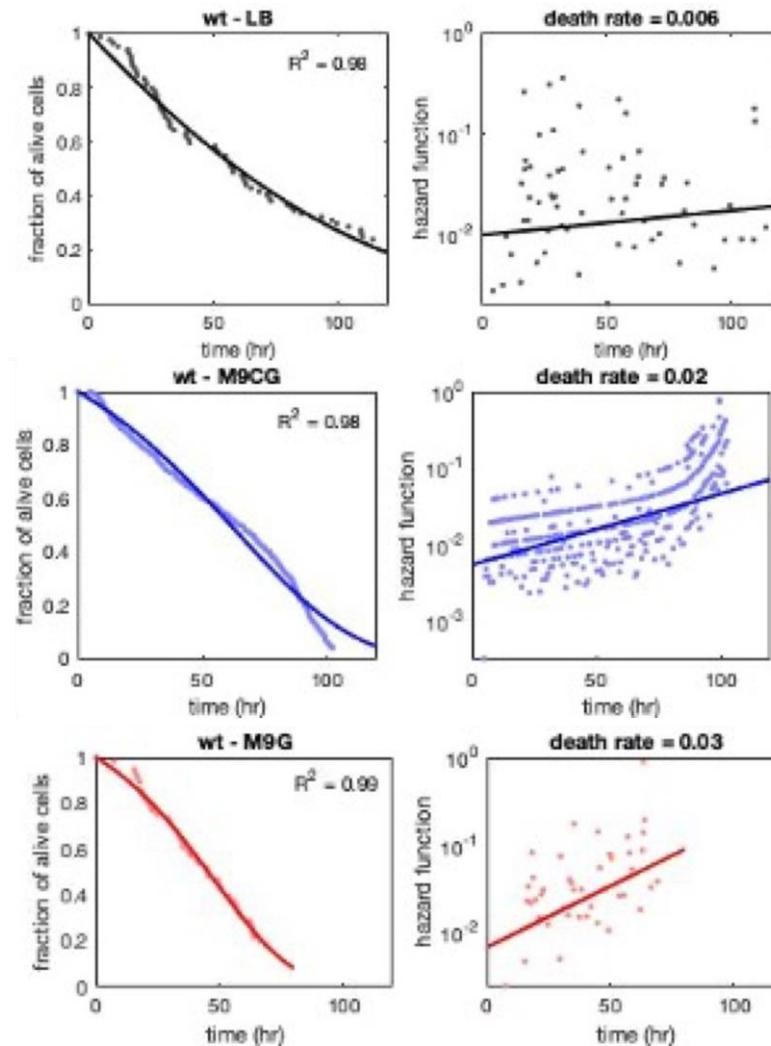 wt - LB
R² = 0.98
fraction of alive cells
1
0.8
0.6
0.4
0.2
0
0
50
100
time (hr)
death rate = 0.006
hazard function
10⁰
10⁻¹
10⁻²
0
50
100
time (hr)
wt - M9CG
R² = 0.98
fraction of alive cells
1
0.8
0.6
0.4
0.2
0
0
50
100
time (hr)
death rate = 0.02
hazard function
10⁰
10⁻¹
10⁻²
10⁻³
0
50
100
time (hr)
wt - M9G
R² = 0.99
fraction of alive cells
1
0.8
0.6
0.4
0.2
0
0
50
100
time (hr)
death rate = 0.03
hazard function
10⁰
10⁻¹
10⁻²
0
50
100
time (hr)